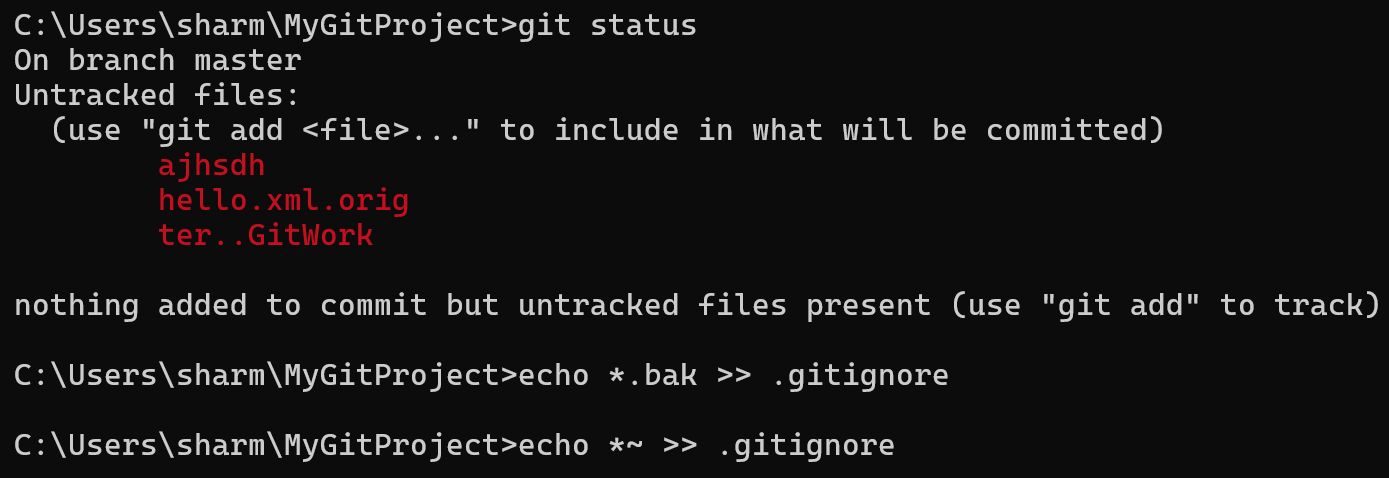 C:\Users\sharm\MyGitProject>git status
On branch master
Untracked files:
  (use "git add <file>..." to include in what will be committed)
        ajhsdh
        hello.xml.orig
        ter..GitWork

nothing added to commit but untracked files present (use "git add" to track)

C:\Users\sharm\MyGitProject>echo *.bak >> .gitignore

C:\Users\sharm\MyGitProject>echo *~ >> .gitignore